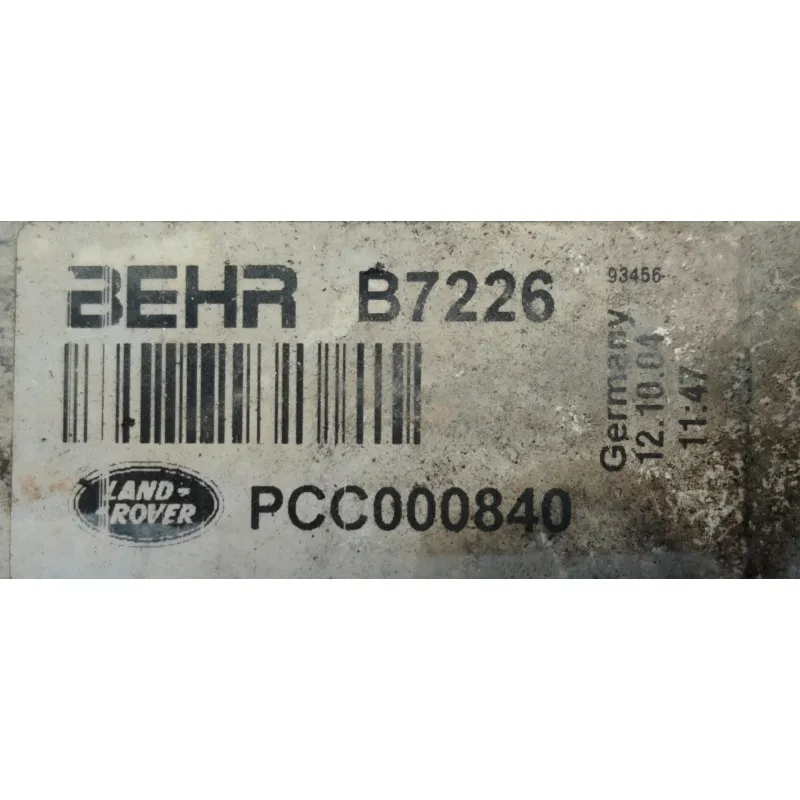 BEHR B7226
93456
LAND-
ROVER
PCC000840
Germany
12.10.04
11:47